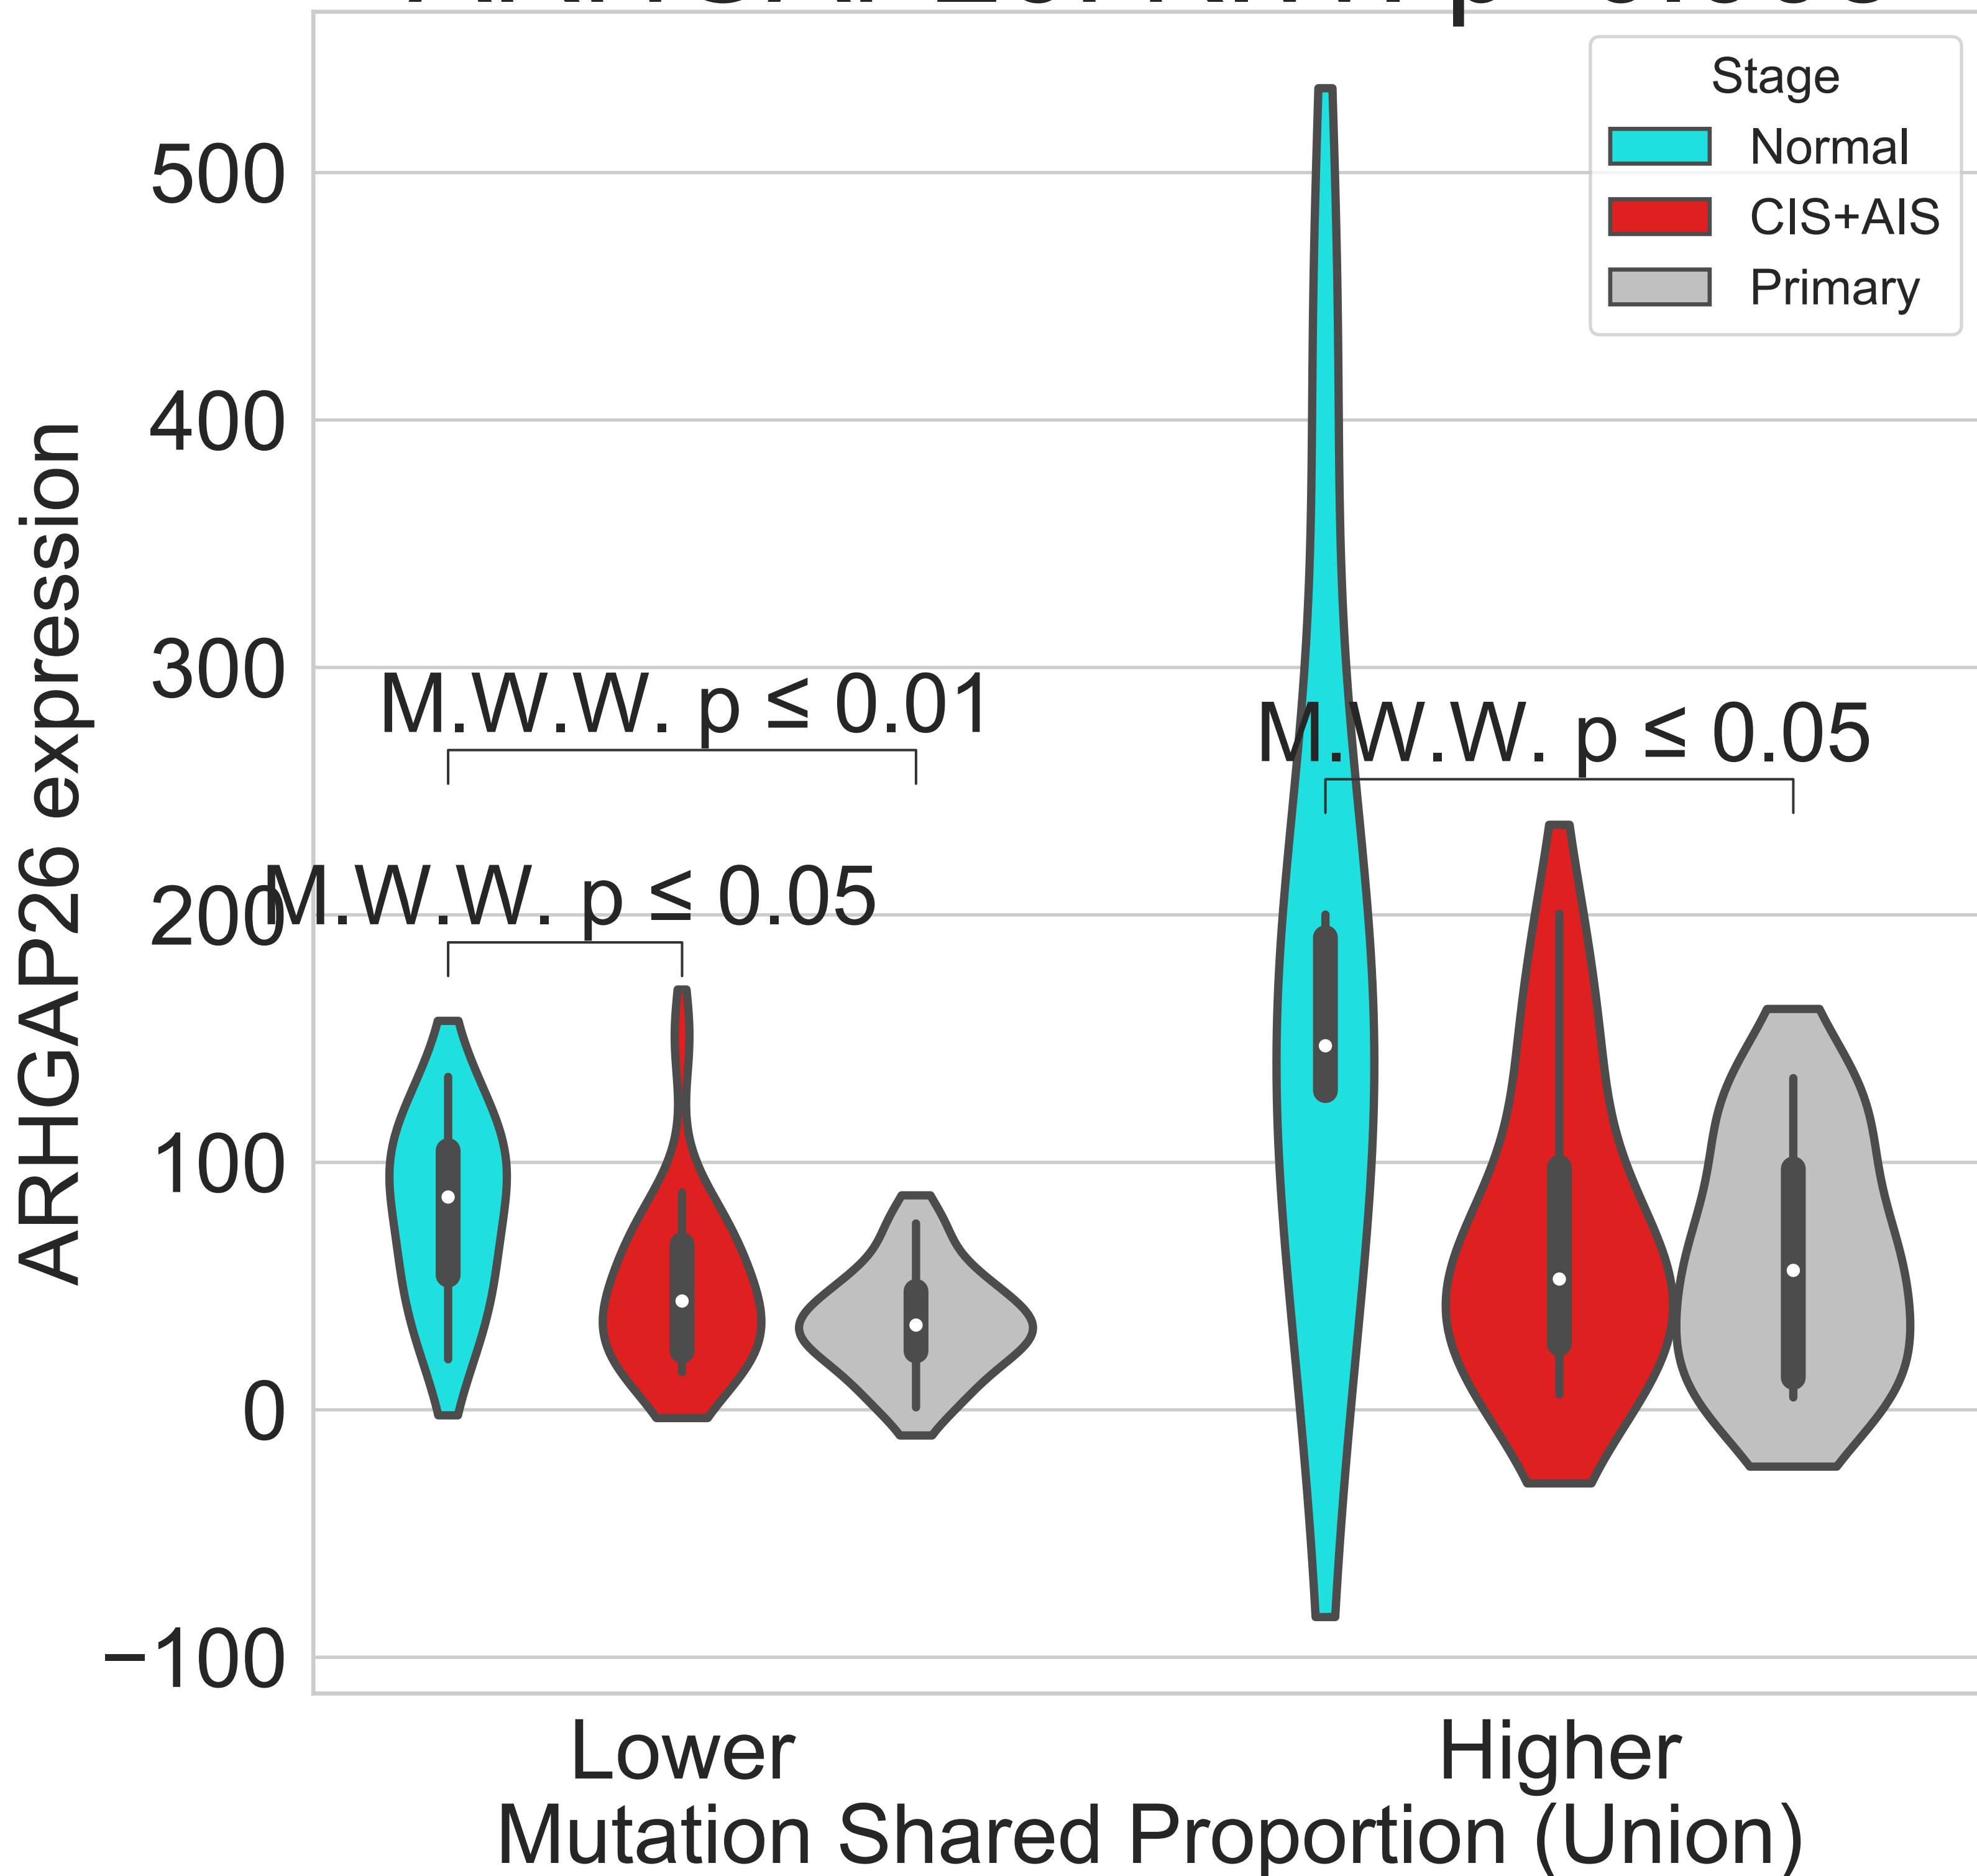 Stage
Normal
CIS+AIS
Primary
ARHGAP26 expression
500
400
300
200
100
0
−100
M.W.W. p ≤ 0.01
M.W.W. p ≤ 0.05
M.W.W. p ≤ 0.05
Lower
Higher
Mutation Shared Proportion (Union)